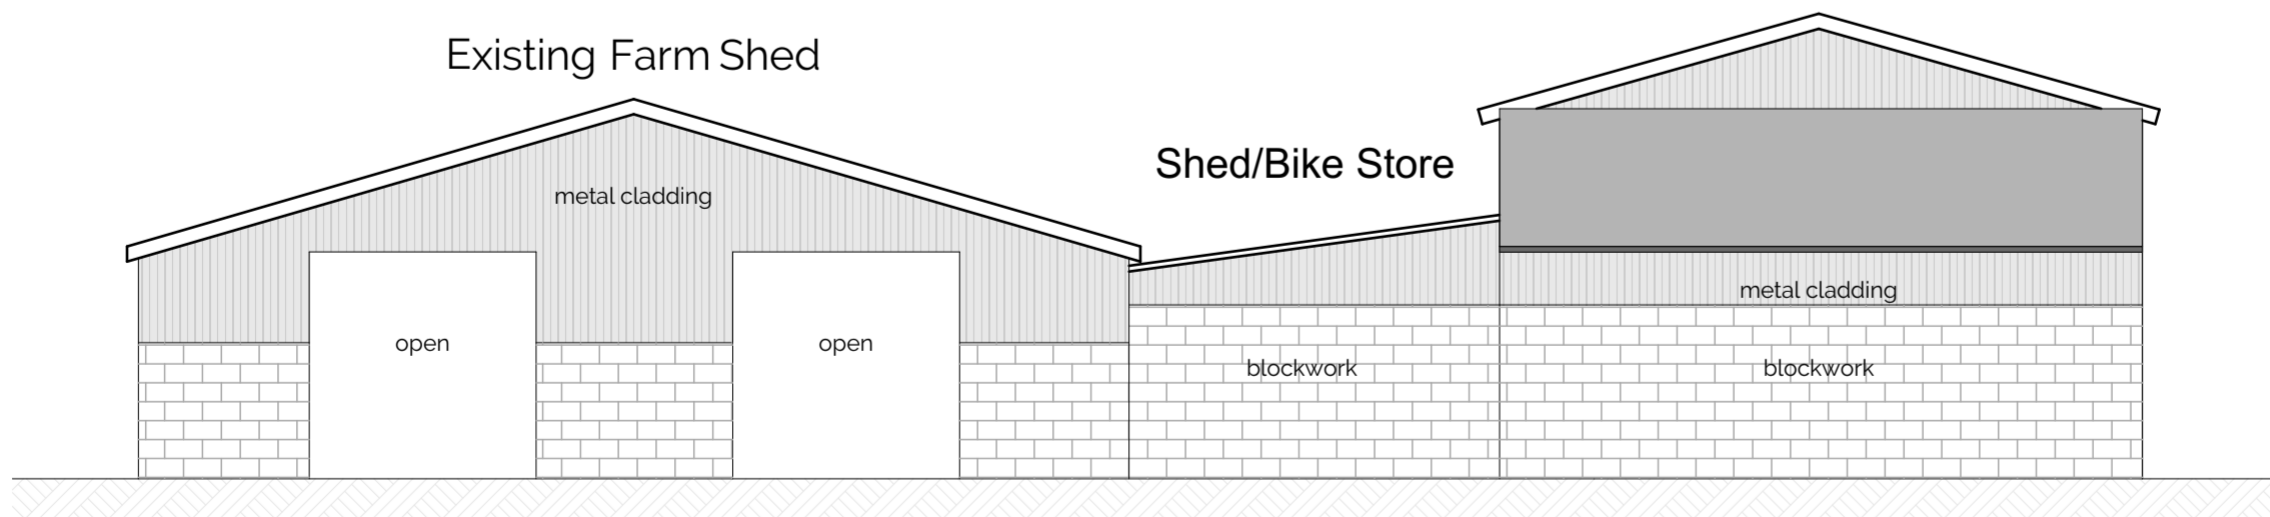 Existing Farm Shed
Shed/Bike Store
metal cladding
metal cladding
open
open
blockwork
blockwork